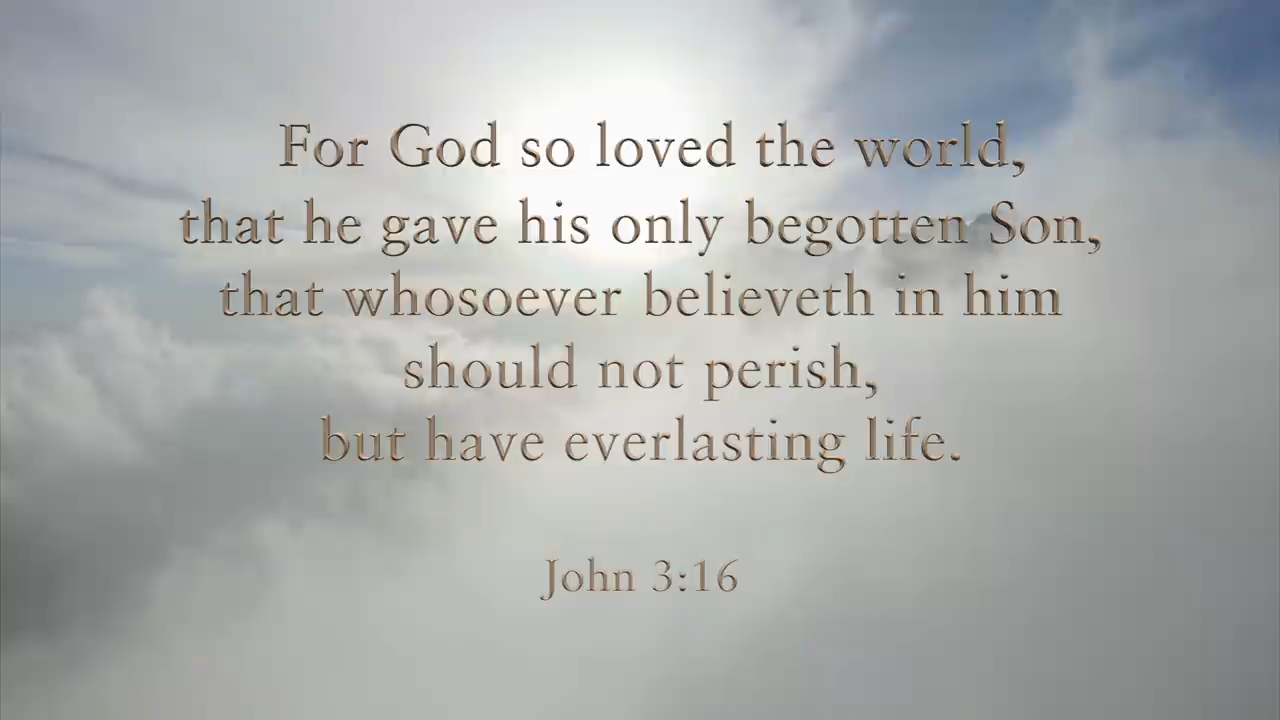 For God so loved the world,
that he gave his only begotten Son,
that whosoever believeth in him
should not perish,
but have everlasting life.
John 3:16